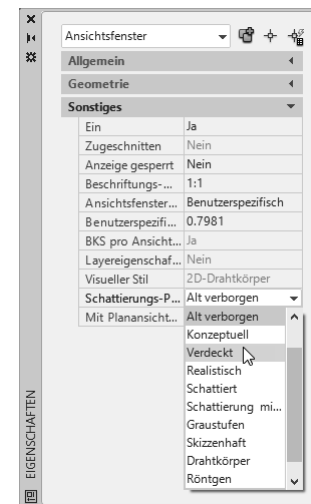 Ansichtsfenster
Allgemein
Geometrie
Sonstiges
Ein Ja
Zugeschnitten Nein
Anzeige gesperrt Nein
Beschriftungs-... 1:1
Ansichtsfenster... Benutzerspezifisch
Benutzerspezifi... 0.7981
BKS pro Ansicht... Ja
Layereigenschaf... Nein
Visueller Stil 2D-Drahtkörper
Schattierungs-P... Alt verborgen
Mit Planansicht... Alt verborgen
Konzeptuell
Verdeckt
Realistisch
Schattiert
Schattierung mi...
Graustufen
Skizzenhaft
Drahtkörper
Röntgen
EIGENSCHAFTEN